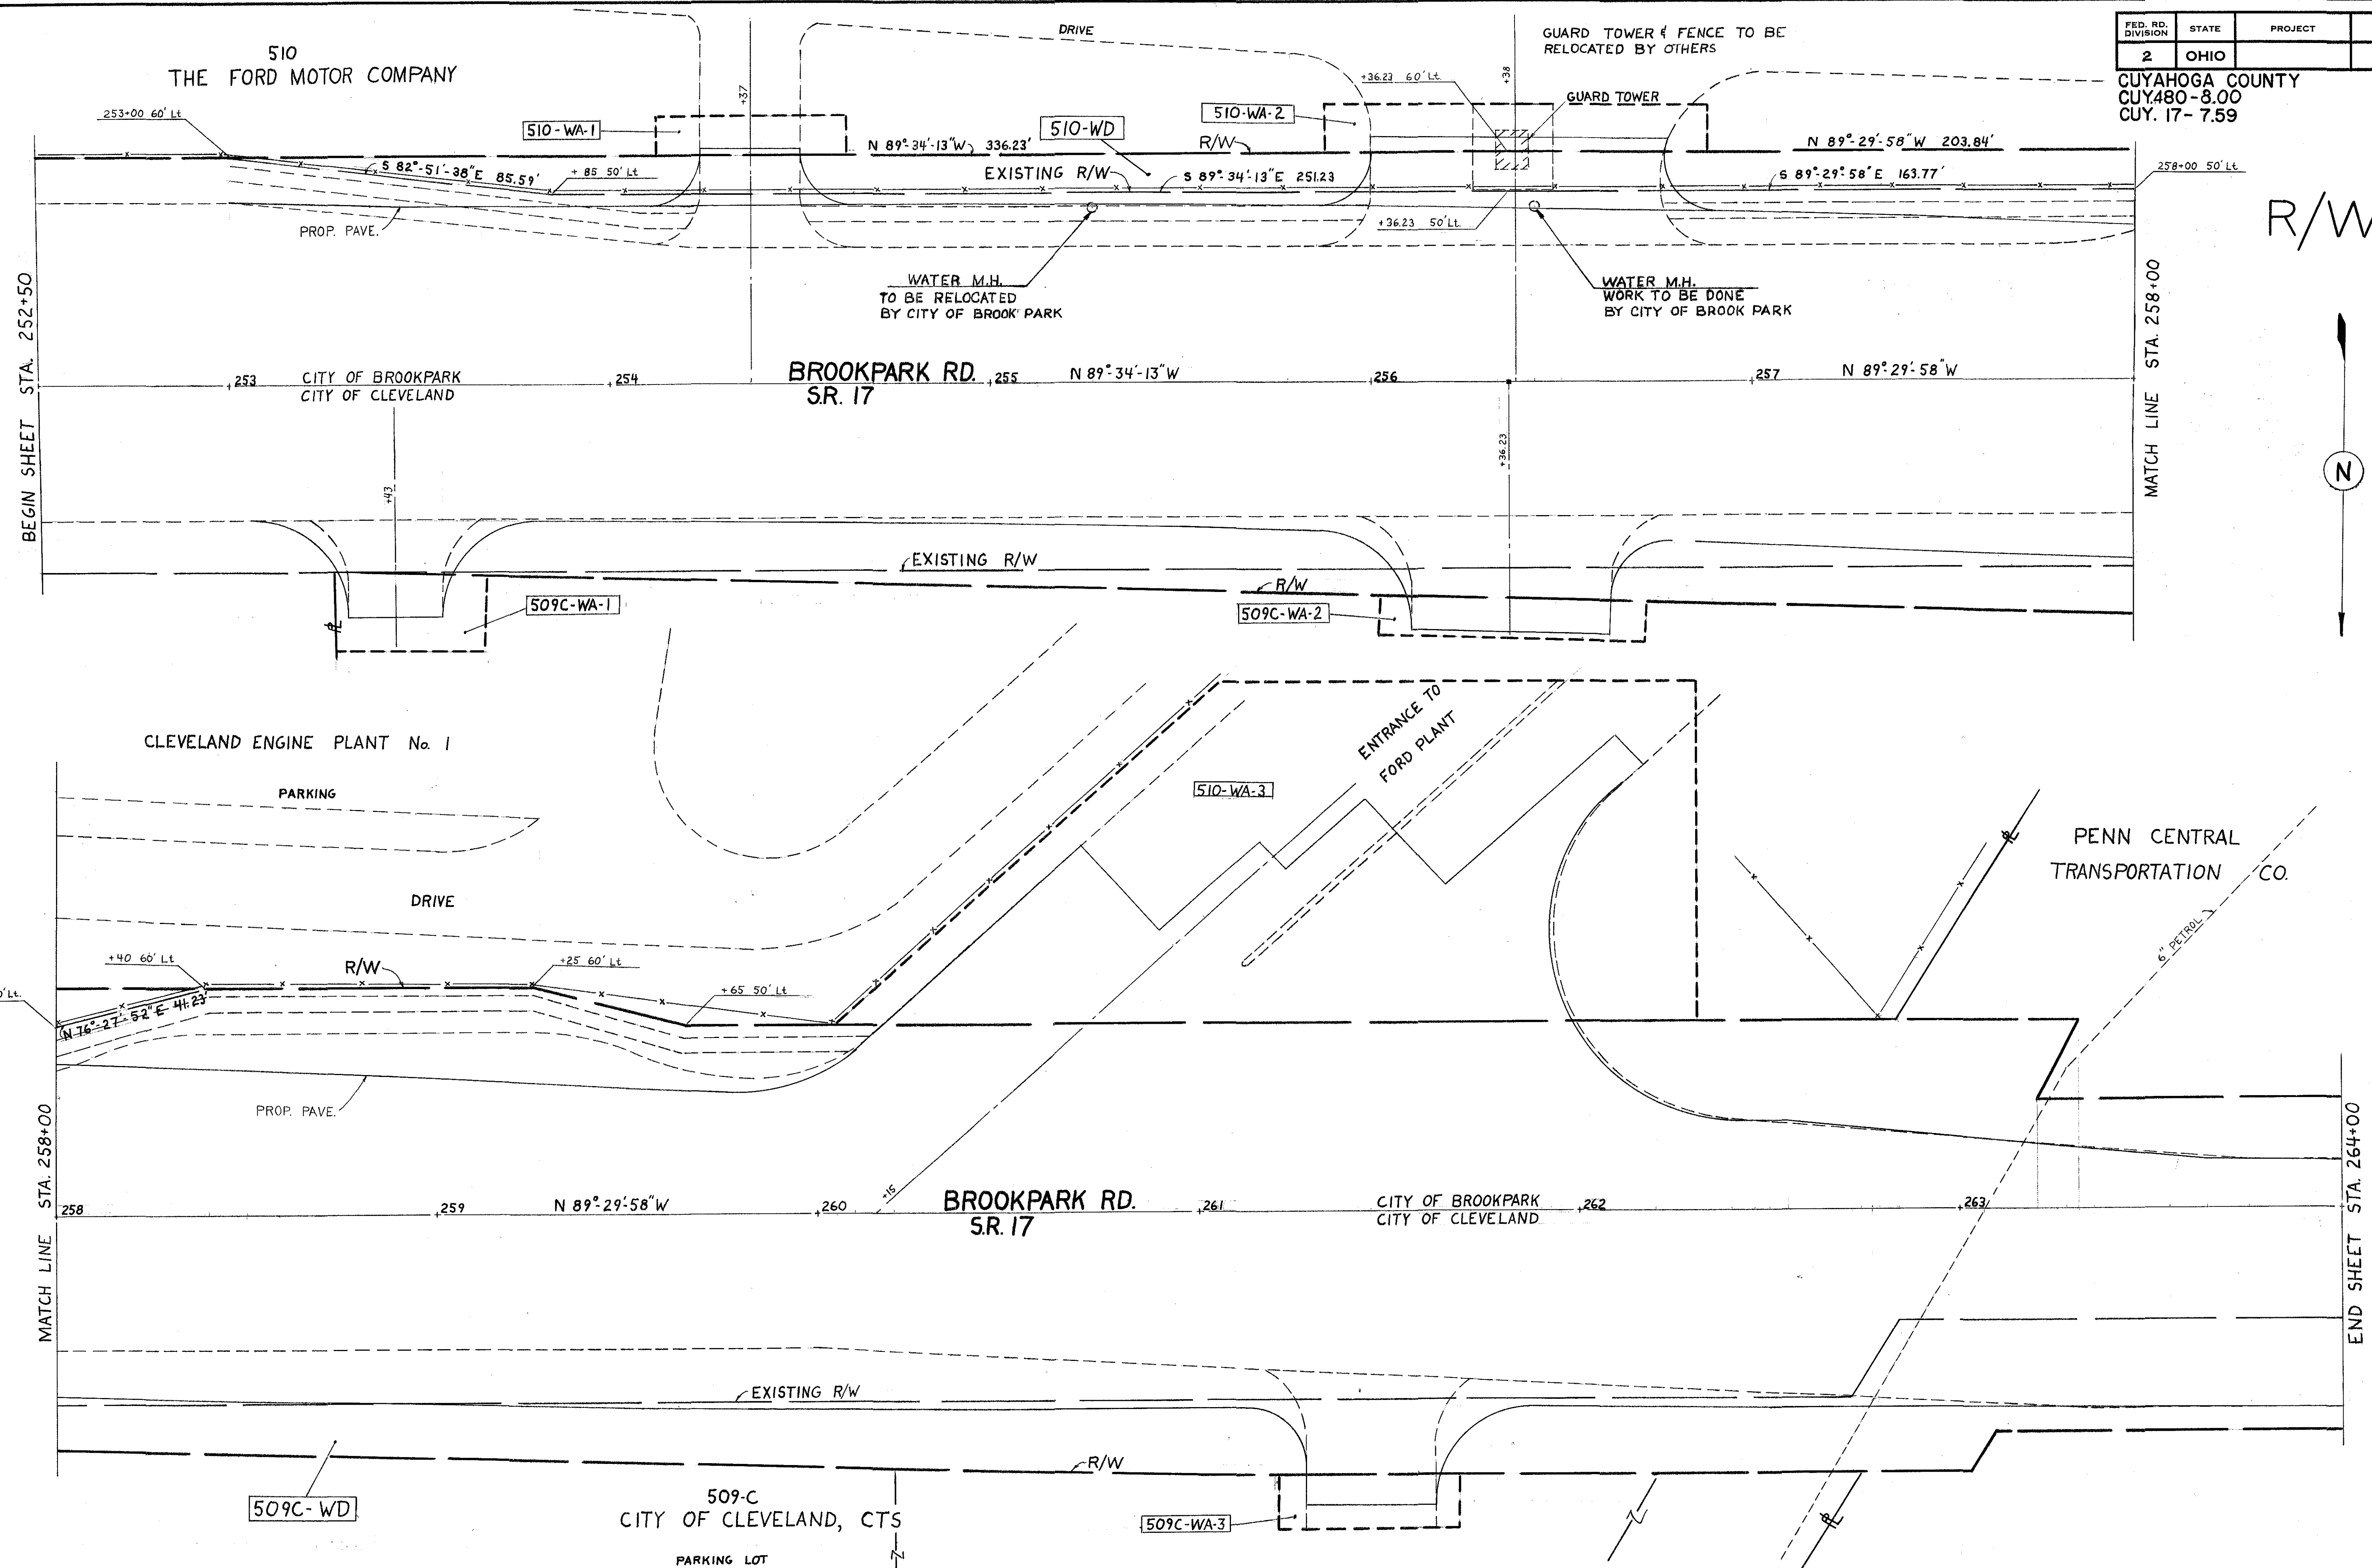 510
THE FORD MOTOR COMPANY
DRIVE
GUARD TOWER & FENCE TO BE
RELOCATED BY OTHERS
FED. RD. DIVISION STATE PROJECT
2 OHIO
CUYAHOGA COUNTY
CUY.480-8.00
CUY. 17-7.59
253+00 60' Lt
510-WA-1
+37
510-WD
510-WA-2
+36.23 60' Lt.
+38
GUARD TOWER
N 89°-34'-13"W 336.23'
R/W
N 89°-29'-58"W 203.84'
S 82°-51'-38"E 85.59'
+ 85 50' Lt
EXISTING R/W
S 89°-34'-13"E 251.23
S 89°-29'-58"E 163.77'
258+00 50' Lt.
PROP. PAVE.
+36.23 50' Lt.
R/W
WATER M.H.
TO BE RELOCATED
BY CITY OF BROOK PARK
WATER M.H.
WORK TO BE DONE
BY CITY OF BROOK PARK
BEGIN SHEET STA. 252+50
MATCH LINE STA. 258+00
253
CITY OF BROOKPARK
CITY OF CLEVELAND
254
BROOKPARK RD.
S.R. 17
255
N 89°-34'-13"W
256
257
N 89°-29'-58"W
N
+43
+36.23
EXISTING R/W
R/W
509C-WA-1
509C-WA-2
PL
CLEVELAND ENGINE PLANT No. 1
PARKING
DRIVE
ENTRANCE TO
FORD PLANT
510-WA-3
PL
PENN CENTRAL
TRANSPORTATION CO.
6" PETROL
+40 60' Lt
R/W
+25 60' Lt
+65 50' Lt
0' Lt.
N 76°-27'-52"E 41.23'
PROP. PAVE.
MATCH LINE STA. 258+00
END SHEET STA. 264+00
258
259
N 89°-29'-58"W
260
+15
BROOKPARK RD.
S.R. 17
261
CITY OF BROOKPARK
CITY OF CLEVELAND
262
263
EXISTING R/W
R/W
509C-WD
509-C
CITY OF CLEVELAND, CTS
PARKING LOT
509C-WA-3
Z
Z
PL